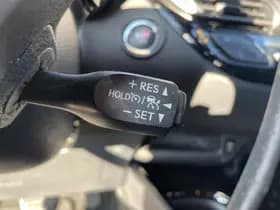 + RES ▲
HOLD / ◀
− SET ▼